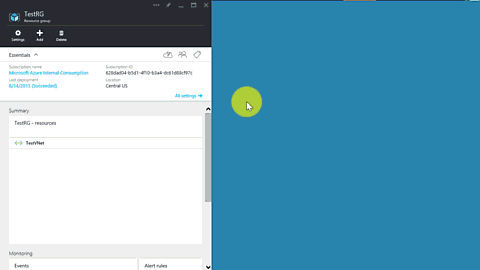 TestRG
Resource group
Settings
Add
Delete
Essentials
Subscription name
Microsoft Azure Internal Consumption
Subscription ID
628dad04-b5d1-4f10-b3a4-dc61d88cf97c
Last deployment
8/14/2015 (Succeeded)
Location
Central US
All settings
Summary
TestRG - resources
TestVNet
Monitoring
Events
Alert rules